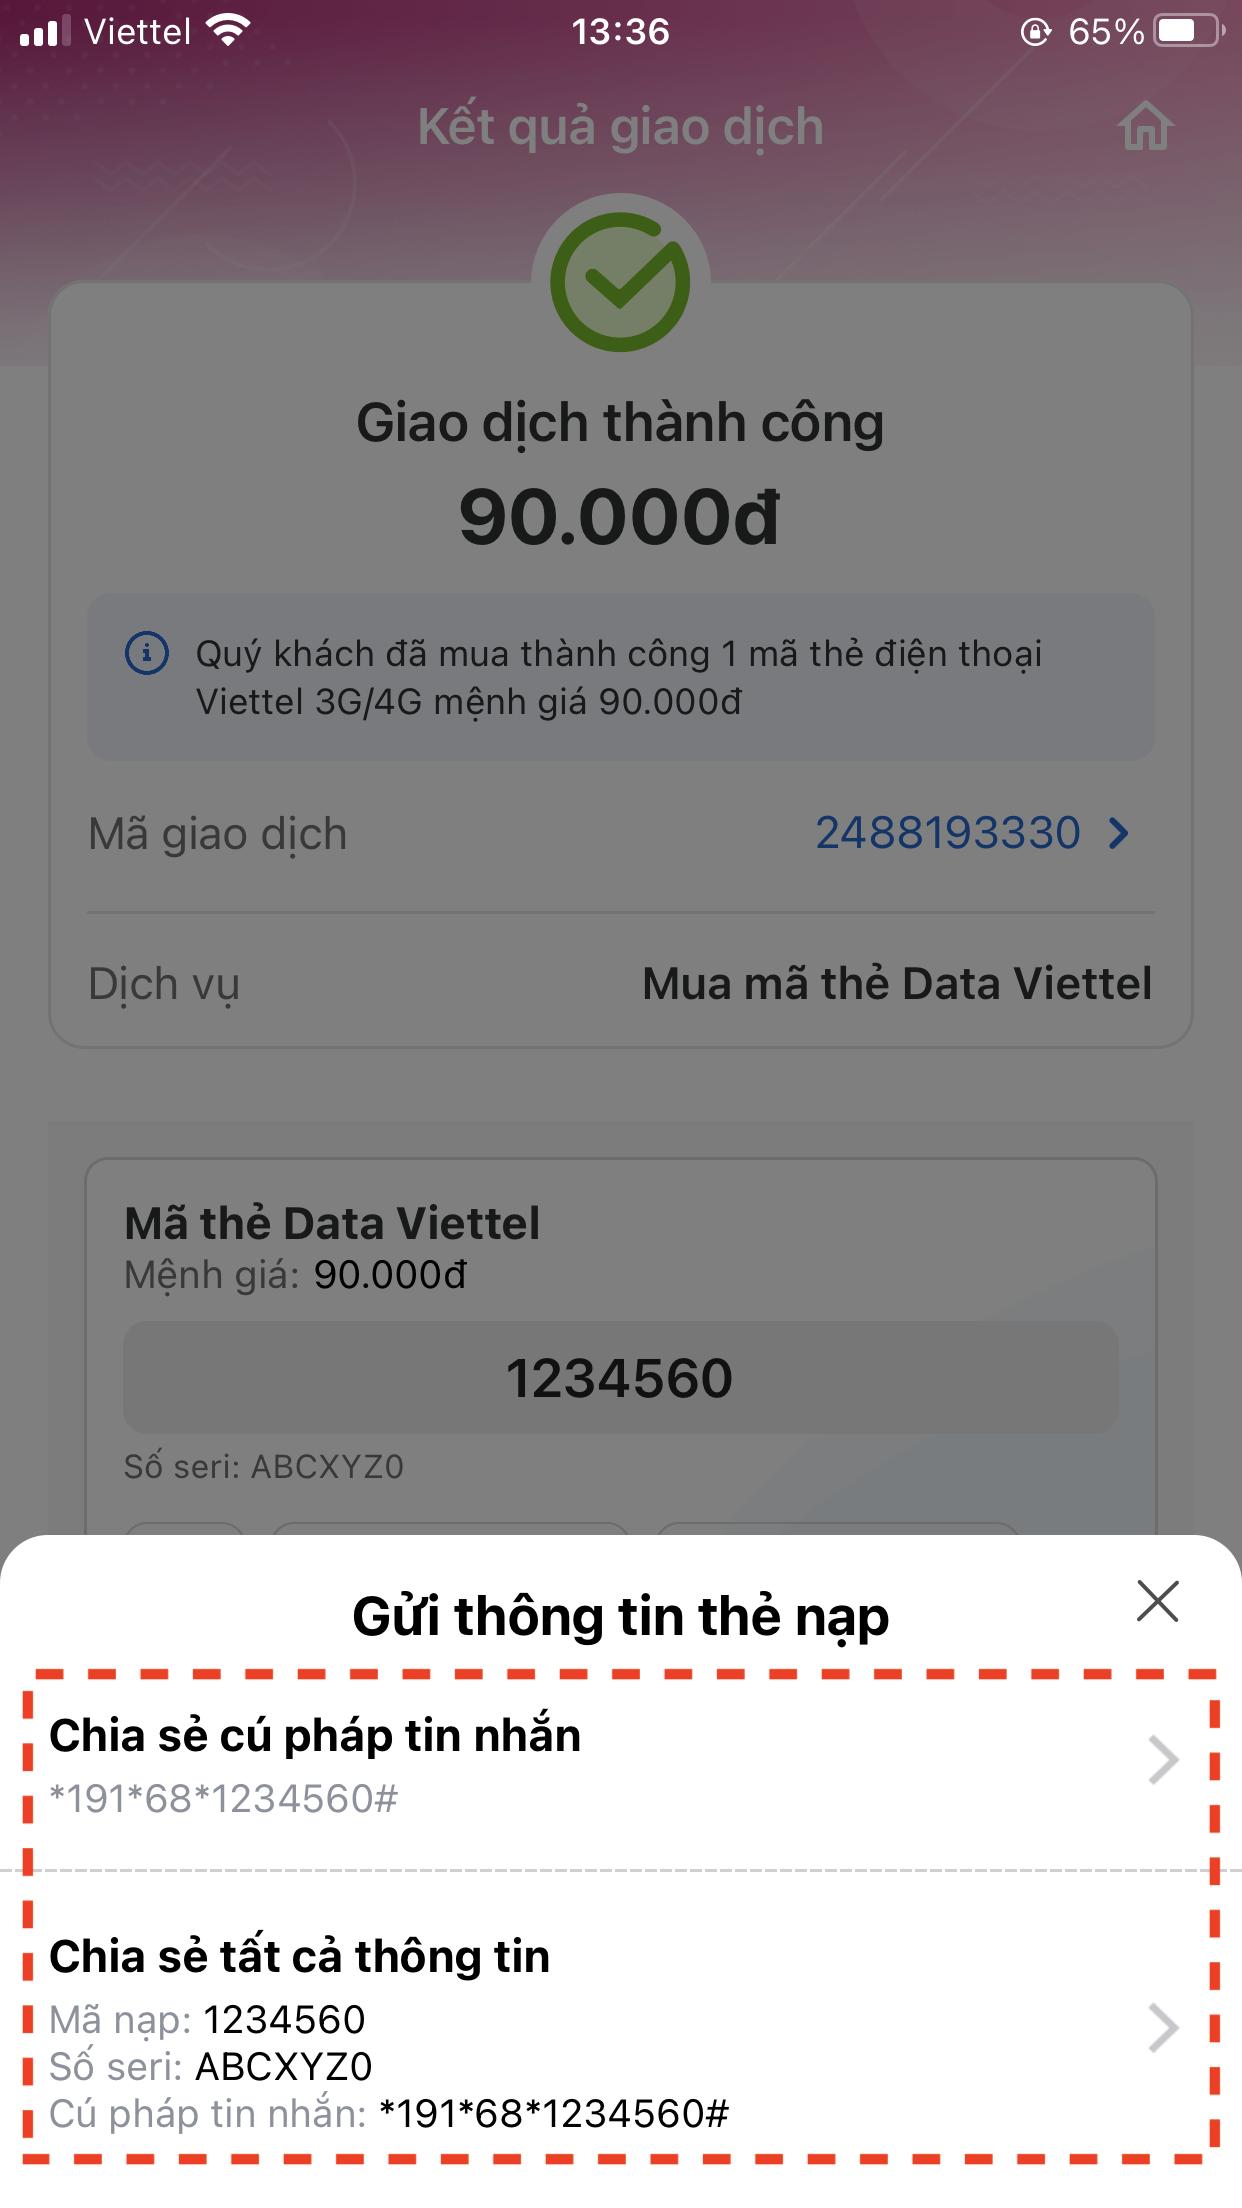 Viettel 13:36 65%
Kết quả giao dịch
Giao dịch thành công
90.000đ
Quý khách đã mua thành công 1 mã thẻ điện thoại
Viettel 3G/4G mệnh giá 90.000đ
Mã giao dịch 2488193330
Dịch vụ Mua mã thẻ Data Viettel
Mã thẻ Data Viettel
Mệnh giá: 90.000đ
1234560
Số seri: ABCXYZ0
Gửi thông tin thẻ nạp
Chia sẻ cú pháp tin nhắn
*191*68*1234560#
Chia sẻ tất cả thông tin
Mã nạp: 1234560
Số seri: ABCXYZ0
Cú pháp tin nhắn: *191*68*1234560#